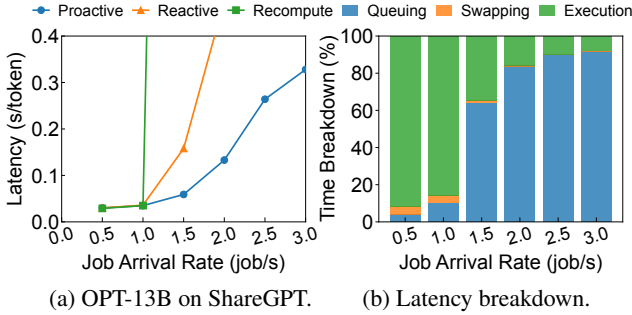 Proactive Reactive Recompute Queuing Swapping Execution
Latency (s/token)
0.4
0.3
0.2
0.1
0.0
0.0 0.5 1.0 1.5 2.0 2.5 3.0
Job Arrival Rate (job/s)
(a) OPT-13B on ShareGPT.
Time Breakdown (%)
100
80
60
40
20
0
0.5 1.0 1.5 2.0 2.5 3.0
Job Arrival Rate (job/s)
(b) Latency breakdown.